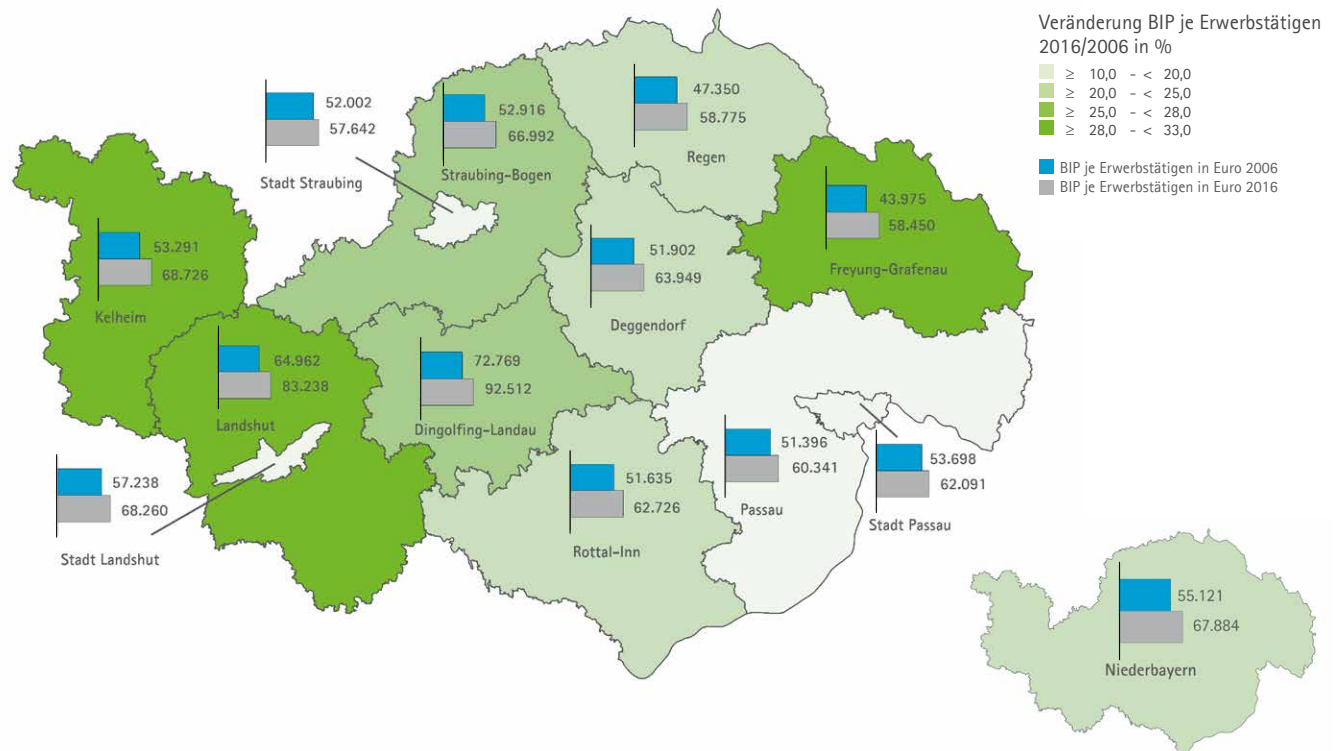 Veränderung BIP je Erwerbstätigen
2016/2006 in %
≥ 10,0 - < 20,0
≥ 20,0 - < 25,0
≥ 25,0 - < 28,0
≥ 28,0 - < 33,0
BIP je Erwerbstätigen in Euro 2006
BIP je Erwerbstätigen in Euro 2016
52.002
57.642
Stadt Straubing
52.916
66.992
Straubing-Bogen
47.350
58.775
Regen
43.975
58.450
Freyung-Grafenau
53.291
68.726
Kelheim
51.902
63.949
Deggendorf
64.962
83.238
Landshut
72.769
92.512
Dingolfing-Landau
57.238
68.260
Stadt Landshut
51.635
62.726
Rottal-Inn
51.396
60.341
Passau
53.698
62.091
Stadt Passau
55.121
67.884
Niederbayern